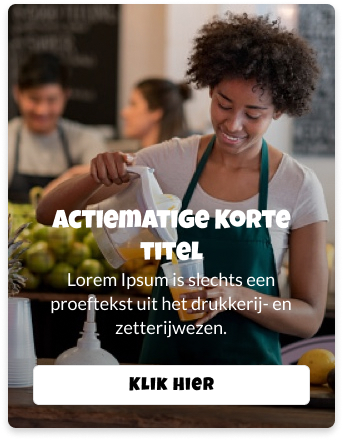 Actiematige korte
titel
Lorem Ipsum is slechts een
proeftekst uit het drukkerij- en
zetterijwezen.
Klik hier